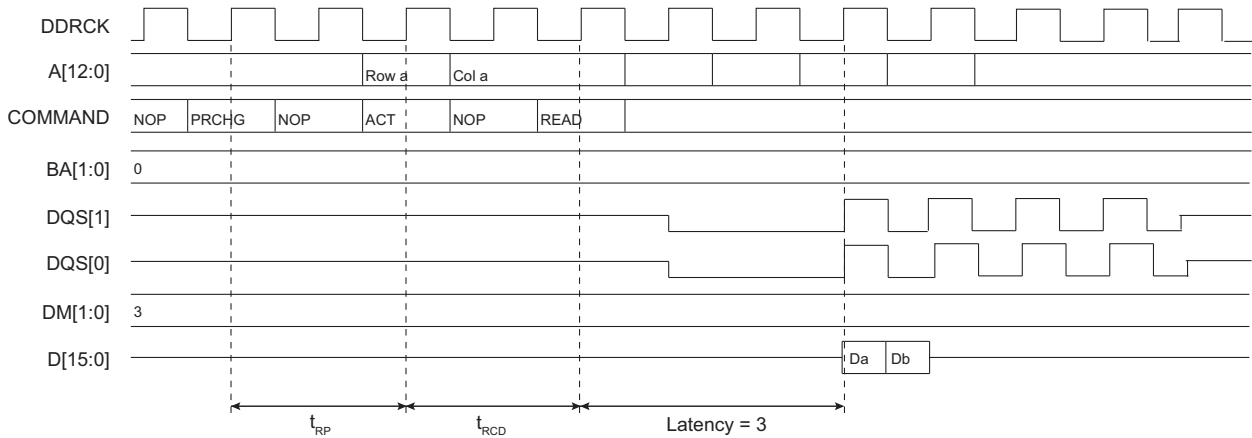 DDRCK
A[12:0]
Row a Col a
COMMAND
NOP PRCHG NOP ACT NOP READ
BA[1:0]
0
DQS[1]
DQS[0]
DM[1:0]
3
D[15:0]
Da Db
tRP tRCD Latency = 3